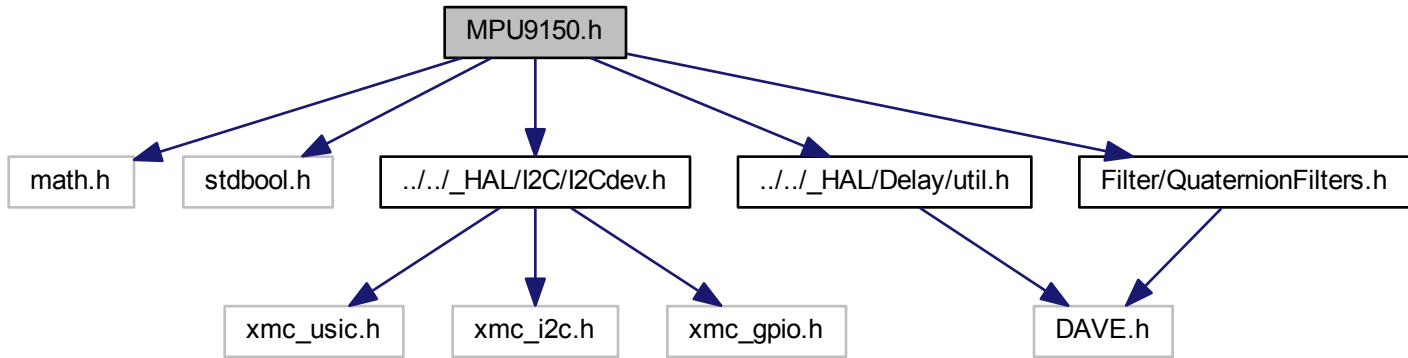 MPU9150.h
math.h
stdbool.h
../../_HAL/I2C/I2Cdev.h
../../_HAL/Delay/util.h
Filter/QuaternionFilters.h
xmc_usic.h
xmc_i2c.h
xmc_gpio.h
DAVE.h